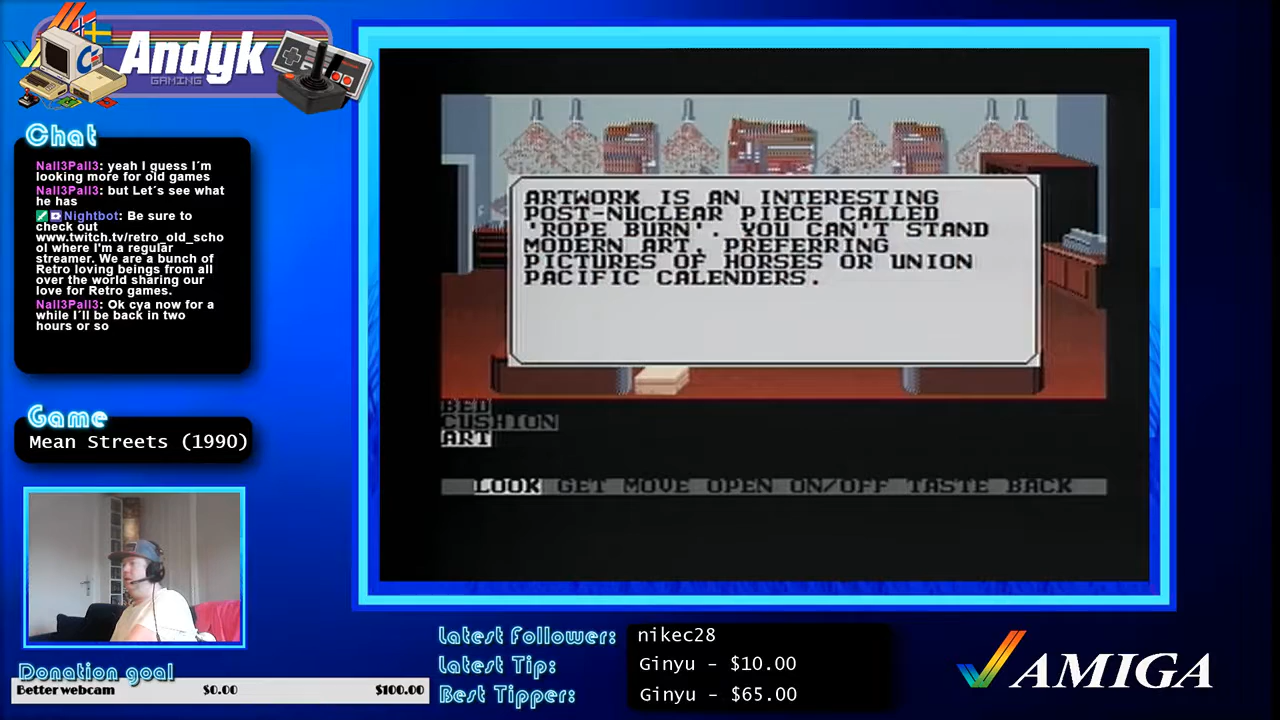 Andyk
GAMING
Chat
Nall3Pall3: yeah I guess I´m
looking more for old games
Nall3Pall3: but Let´s see what
he has
Nightbot: Be sure to
check out
www.twitch.tv/retro_old_scho
ol where I'm a regular
streamer. We are a bunch of
Retro loving beings from all
over the world sharing our
love for Retro games.
Nall3Pall3: Ok cya now for a
while I´ll be back in two
hours or so
Game
Mean Streets (1990)
ARTWORK IS AN INTERESTING
POST-NUCLEAR PIECE CALLED
'ROPE BURN'. YOU CAN'T STAND
MODERN ART, PREFERRING
PICTURES OF HORSES OR UNION
PACIFIC CALENDERS.
BED
CUSHION
ART
LOOK GET MOVE OPEN ON/OFF TASTE BACK
Donation goal
Better webcam $0.00 $100.00
Latest Follower: nikec28
Latest Tip: Ginyu - $10.00
Best Tipper: Ginyu - $65.00
AMIGA